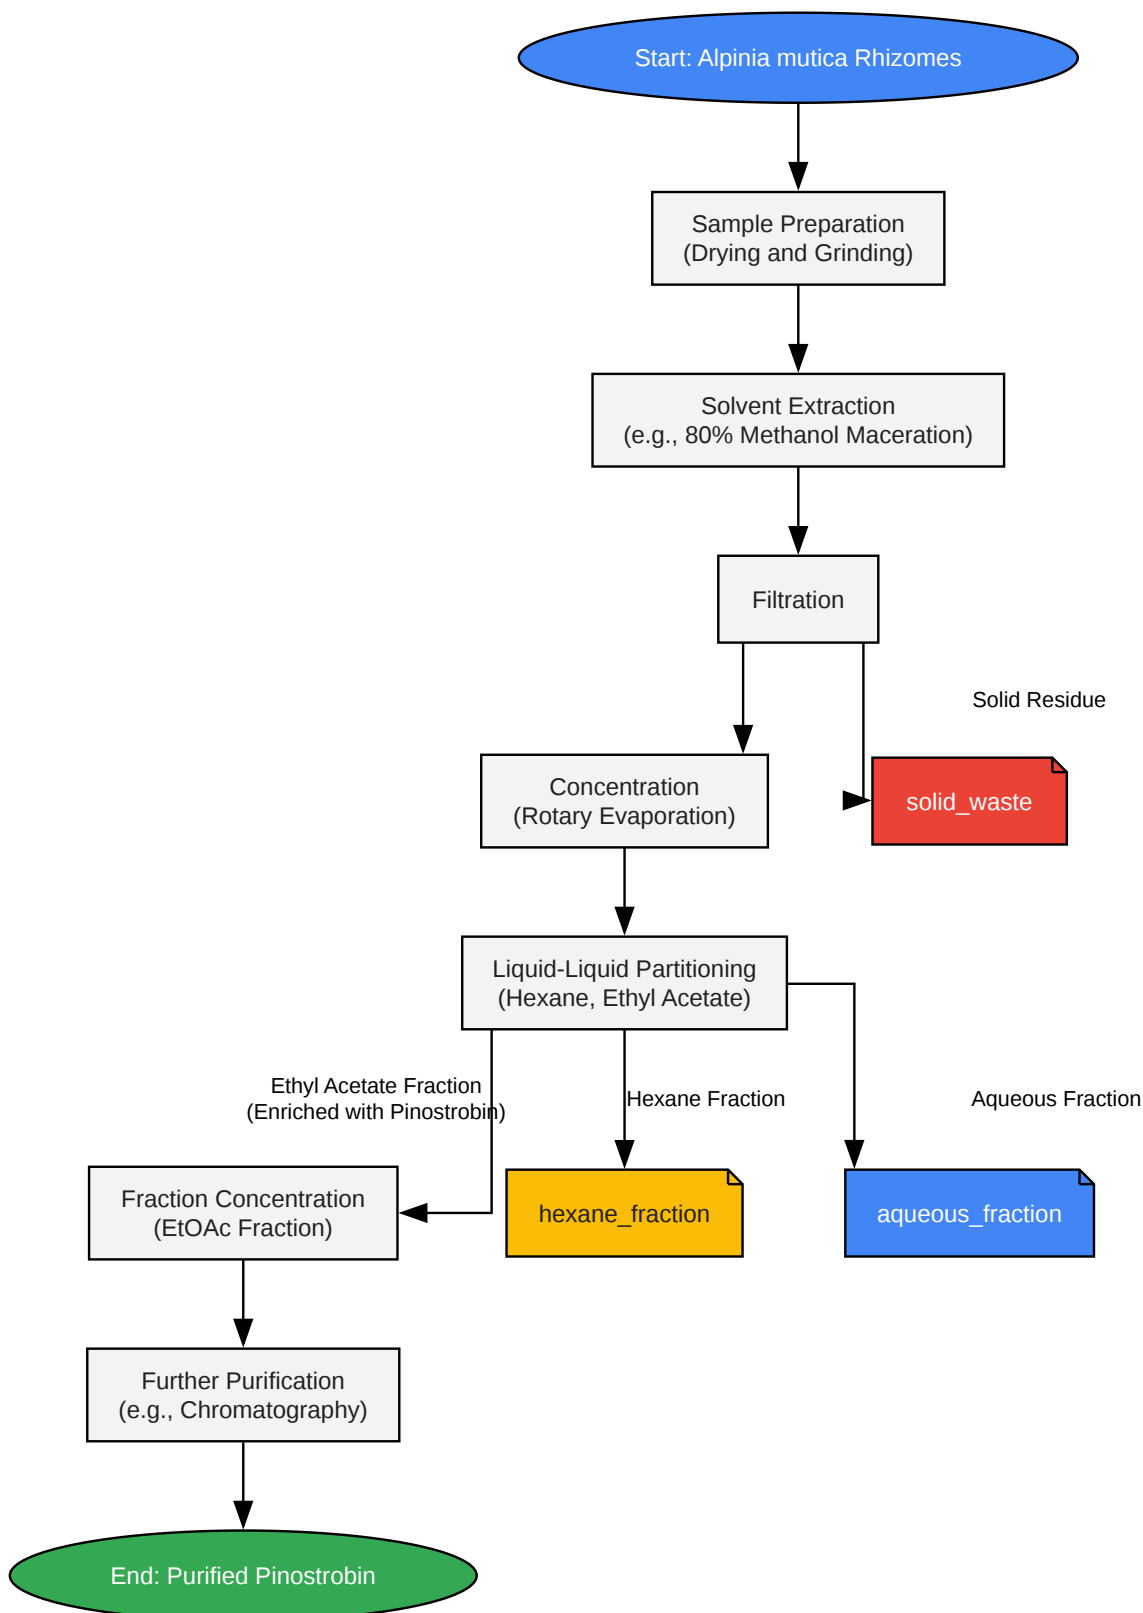 Start: Alpinia mutica Rhizomes
Sample Preparation
(Drying and Grinding)
Solvent Extraction
(e.g., 80% Methanol Maceration)
Filtration
Solid Residue
Concentration
(Rotary Evaporation)
solid_waste
Liquid-Liquid Partitioning
(Hexane, Ethyl Acetate)
Ethyl Acetate Fraction
(Enriched with Pinostrobin)
Hexane Fraction
Aqueous Fraction
Fraction Concentration
(EtOAc Fraction)
hexane_fraction
aqueous_fraction
Further Purification
(e.g., Chromatography)
End: Purified Pinostrobin